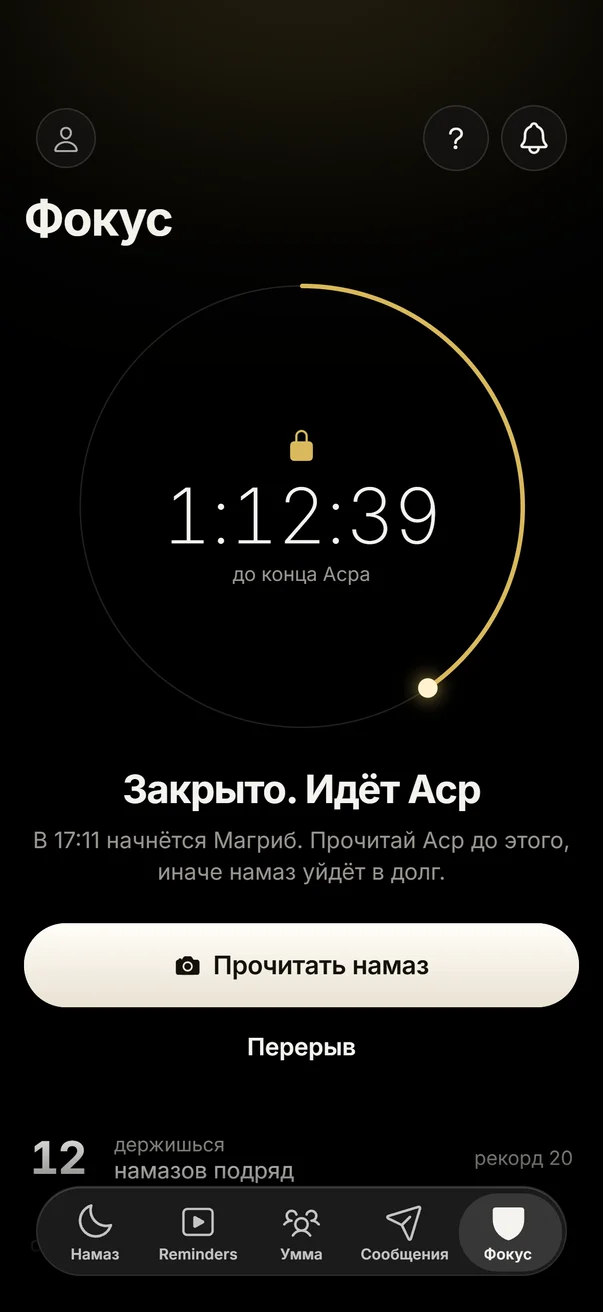 ?
Фокус
1:12:39
до конца Асра
Закрыто. Идёт Аср
В 17:11 начнётся Магриб. Прочитай Аср до этого,
иначе намаз уйдёт в долг.
Прочитать намаз
Перерыв
12
держишься
намазов подряд
рекорд 20
Намаз
Reminders
Умма
Сообщения
Фокус